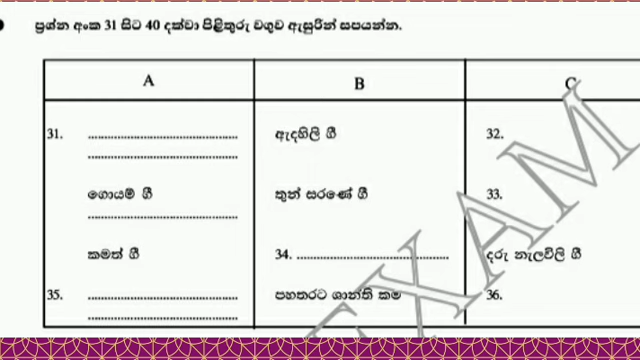 ප්‍රශ්න අංක 31 සිට 40 දක්වා පිළිතුරු වගුව ඇසුරින් සපයන්න.
A B C
31. .................................................. ඇදහිලි ගී 32.
..................................................
ගොයම් ගී තුන් සරණේ ගී 33.
..................................................
කමත් ගී 34. .................................................. දරු නැලවිලි ගී
35. .................................................. පහතරට ශාන්ති කම 36.
..................................................
EXAM